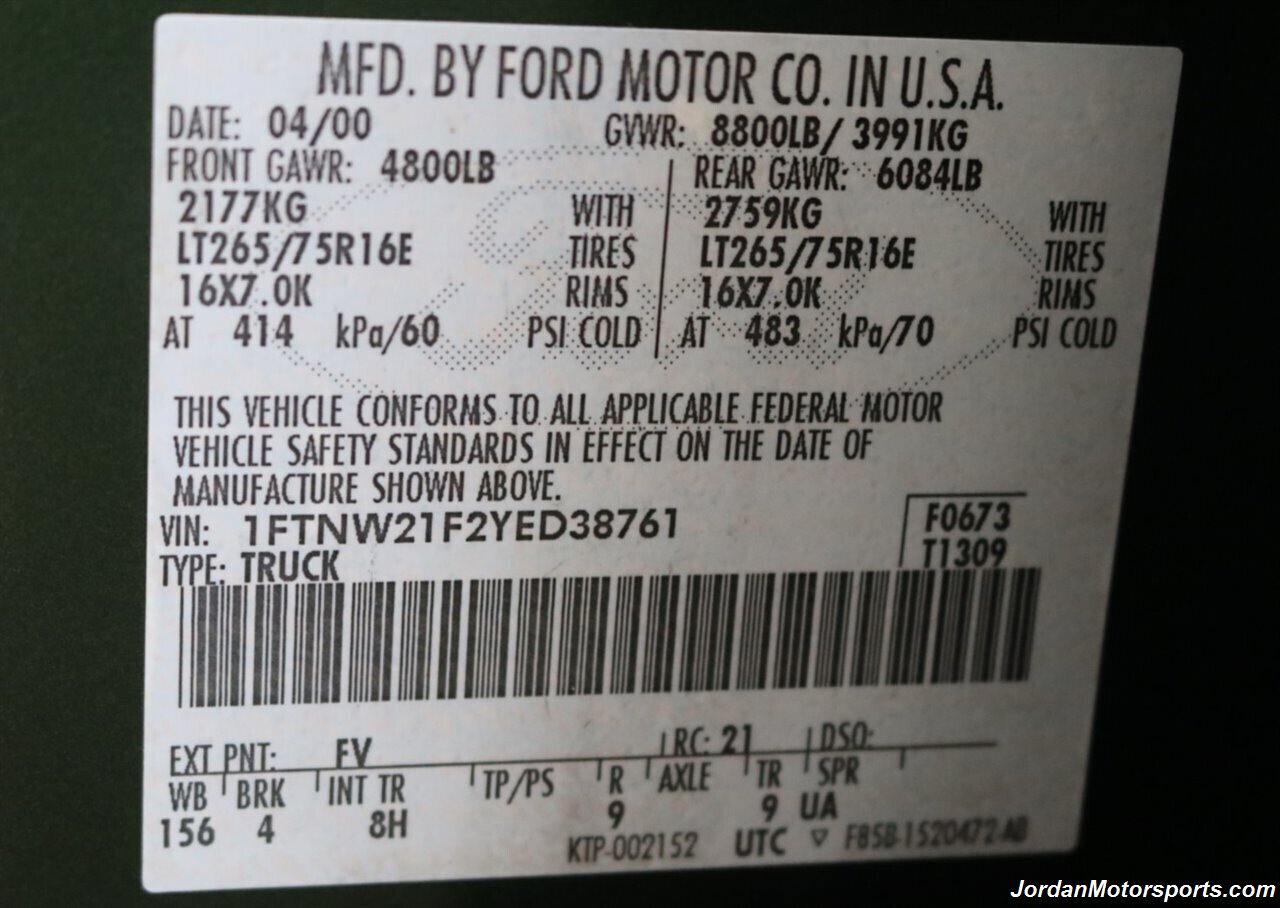 MFD. BY FORD MOTOR CO. IN U.S.A.
DATE: 04/00 GVWR: 8800LB/ 3991KG
FRONT GAWR: 4800LB REAR GAWR: 6084LB
2177KG WITH 2759KG WITH
LT265/75R16E TIRES LT265/75R16E TIRES
16X7.0K RIMS 16X7.0K RIMS
AT 414 kPa/60 PSI COLD AT 483 kPa/70 PSI COLD
THIS VEHICLE CONFORMS TO ALL APPLICABLE FEDERAL MOTOR
VEHICLE SAFETY STANDARDS IN EFFECT ON THE DATE OF
MANUFACTURE SHOWN ABOVE.
VIN: 1FTNW21F2YED38761 F0673
TYPE: TRUCK T1309
EXT PNT: FV RC: 21 DSO:
WB BRK INT TR TP/PS R AXLE TR SPR
156 4 8H 9 9 UA
KTP-002152 UTC ▽ F85B-1520472-AB
JordanMotorsports.com